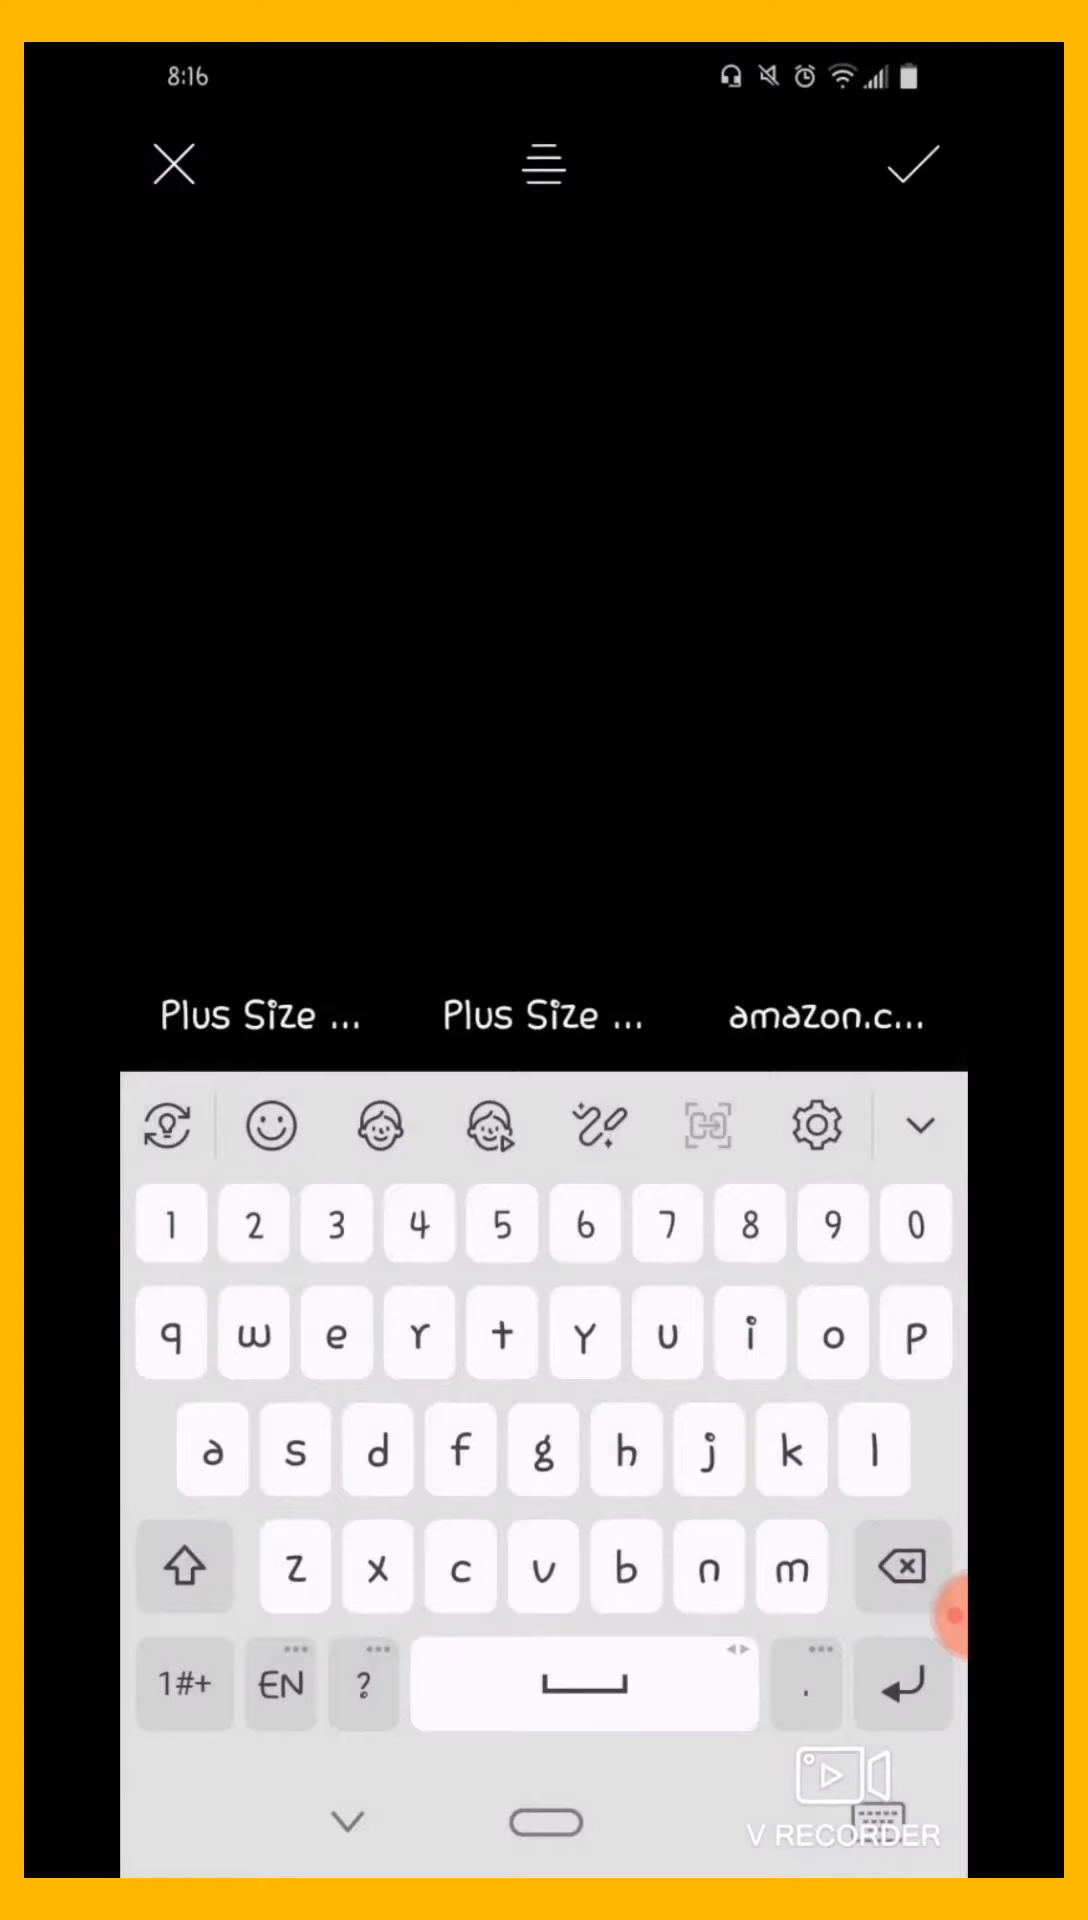 8:16
Plus Size ... Plus Size ... amazon.c...
1 2 3 4 5 6 7 8 9 0
q w e r t y u i o p
a s d f g h j k l
z x c v b n m
1#+ EN ? .
V RECORDER